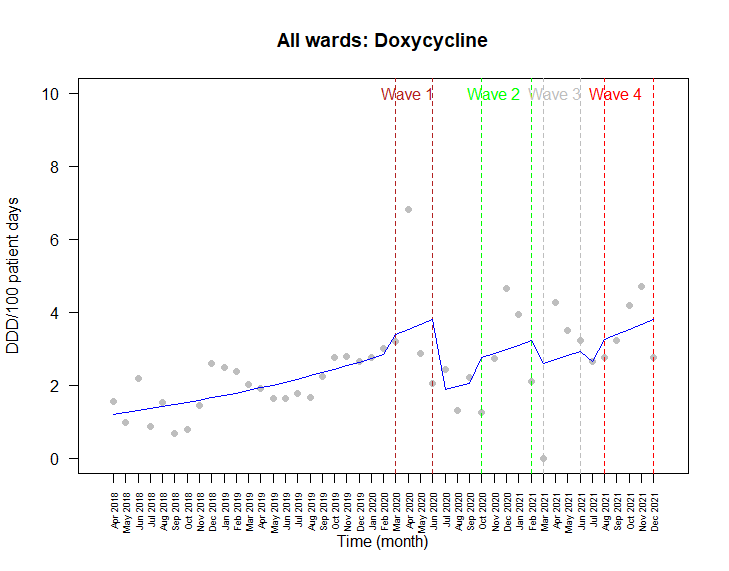 All wards: Doxycycline
DDD/100 patient days
10
8
6
4
2
0
Wave 1
Wave 2
Wave 3
Wave 4
Apr 2018
May 2018
Jun 2018
Jul 2018
Aug 2018
Sep 2018
Oct 2018
Nov 2018
Dec 2018
Jan 2019
Feb 2019
Mar 2019
Apr 2019
May 2019
Jun 2019
Jul 2019
Aug 2019
Sep 2019
Oct 2019
Nov 2019
Dec 2019
Jan 2020
Feb 2020
Mar 2020
Apr 2020
May 2020
Jun 2020
Jul 2020
Aug 2020
Sep 2020
Oct 2020
Nov 2020
Dec 2020
Jan 2021
Feb 2021
Mar 2021
Apr 2021
May 2021
Jun 2021
Jul 2021
Aug 2021
Sep 2021
Oct 2021
Nov 2021
Dec 2021
Time (month)